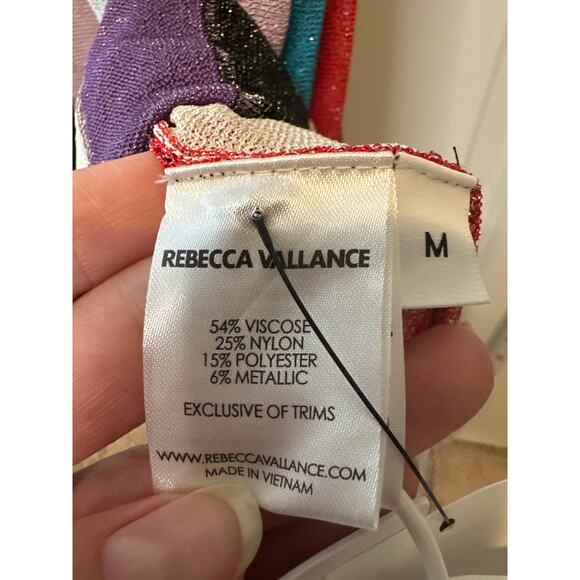 REBECCA VALLANCE
M
54% VISCOSE
25% NYLON
15% POLYESTER
6% METALLIC
EXCLUSIVE OF TRIMS
WWW.REBECCAVALLANCE.COM
MADE IN VIETNAM